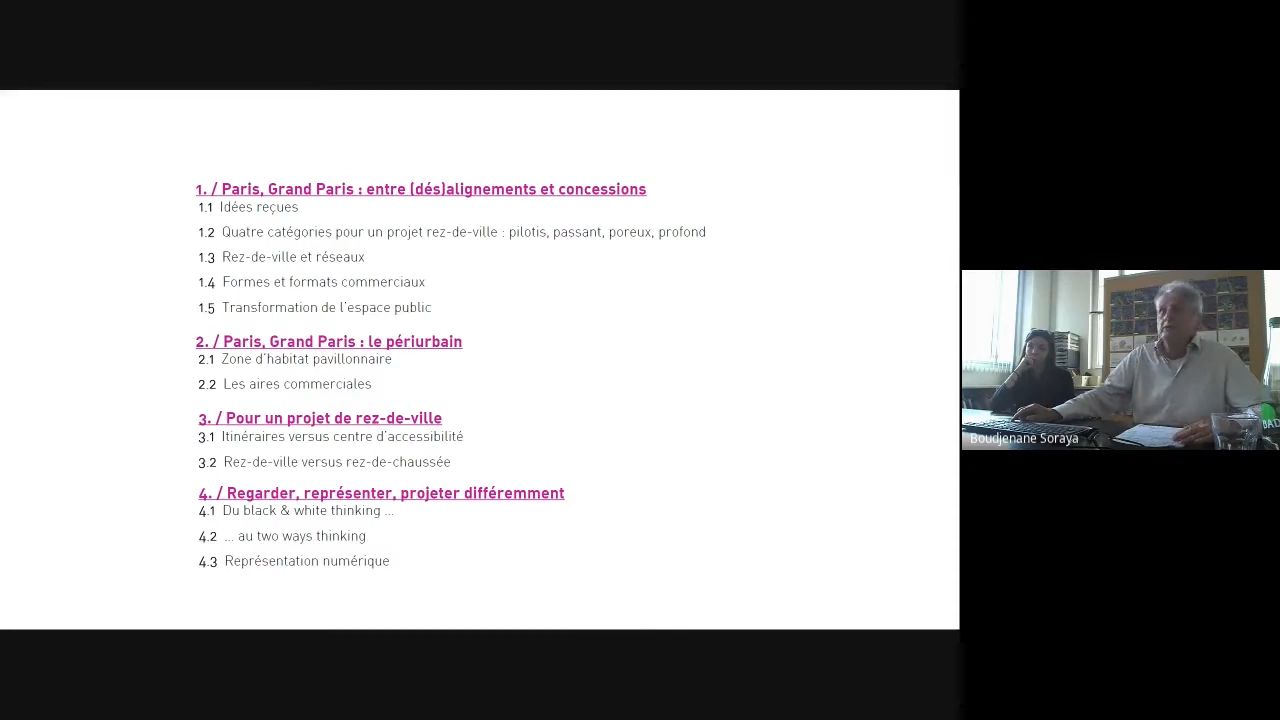 1. / Paris, Grand Paris : entre (dés)alignements et concessions
1.1 Idées reçues
1.2 Quatre catégories pour un projet rez-de-ville : pilotis, passant, poreux, profond
1.3 Rez-de-ville et réseaux
1.4 Formes et formats commerciaux
1.5 Transformation de l'espace public
2. / Paris, Grand Paris : le périurbain
2.1 Zone d'habitat pavillonnaire
2.2 Les aires commerciales
3. / Pour un projet de rez-de-ville
3.1 Itinéraires versus centre d'accessibilité
3.2 Rez-de-ville versus rez-de-chaussée
4. / Regarder, représenter, projeter différemment
4.1 Du black & white thinking ...
4.2 ... au two ways thinking
4.3 Représentation numérique
Boudjenane Soraya